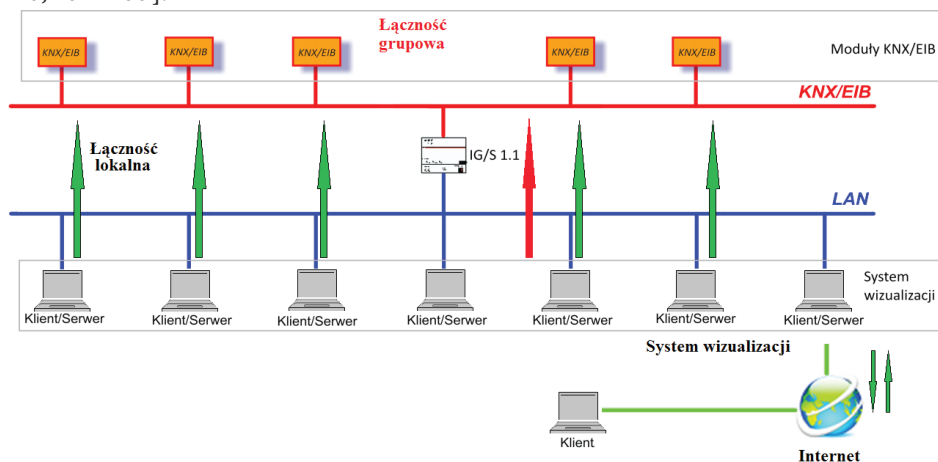 Łączność
grupowa
KNX/EIB
KNX/EIB
KNX/EIB
KNX/EIB
KNX/EIB
Moduły KNX/EIB
KNX/EIB
Łączność
lokalna
IG/S 1.1
LAN
System
wizualizacji
Klient/Serwer
Klient/Serwer
Klient/Serwer
Klient/Serwer
Klient/Serwer
Klient/Serwer
Klient/Serwer
System wizualizacji
Klient
Internet